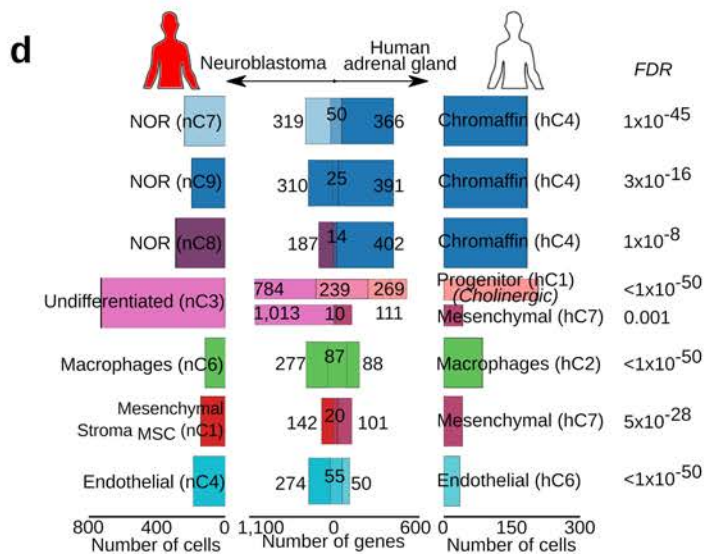 d
Neuroblastoma
Human
adrenal gland
FDR
NOR (nC7) 319 50 366 Chromaffin (hC4) 1x10⁻⁴⁵
NOR (nC9) 310 25 391 Chromaffin (hC4) 3x10⁻¹⁶
NOR (nC8) 187 14 402 Chromaffin (hC4) 1x10⁻⁸
Undifferentiated (nC3) 784 239 269 Progenitor (hC1) <1x10⁻⁵⁰
(Cholinergic)
1,013 10 111 Mesenchymal (hC7) 0.001
Macrophages (nC6) 277 87 88 Macrophages (hC2) <1x10⁻⁵⁰
Mesenchymal
Stroma MSC (nC1) 142 20 101 Mesenchymal (hC7) 5x10⁻²⁸
Endothelial (nC4) 274 55 50 Endothelial (hC6) <1x10⁻⁵⁰
800 400 0 1,100 0 600 0 150 300
Number of cells Number of genes Number of cells